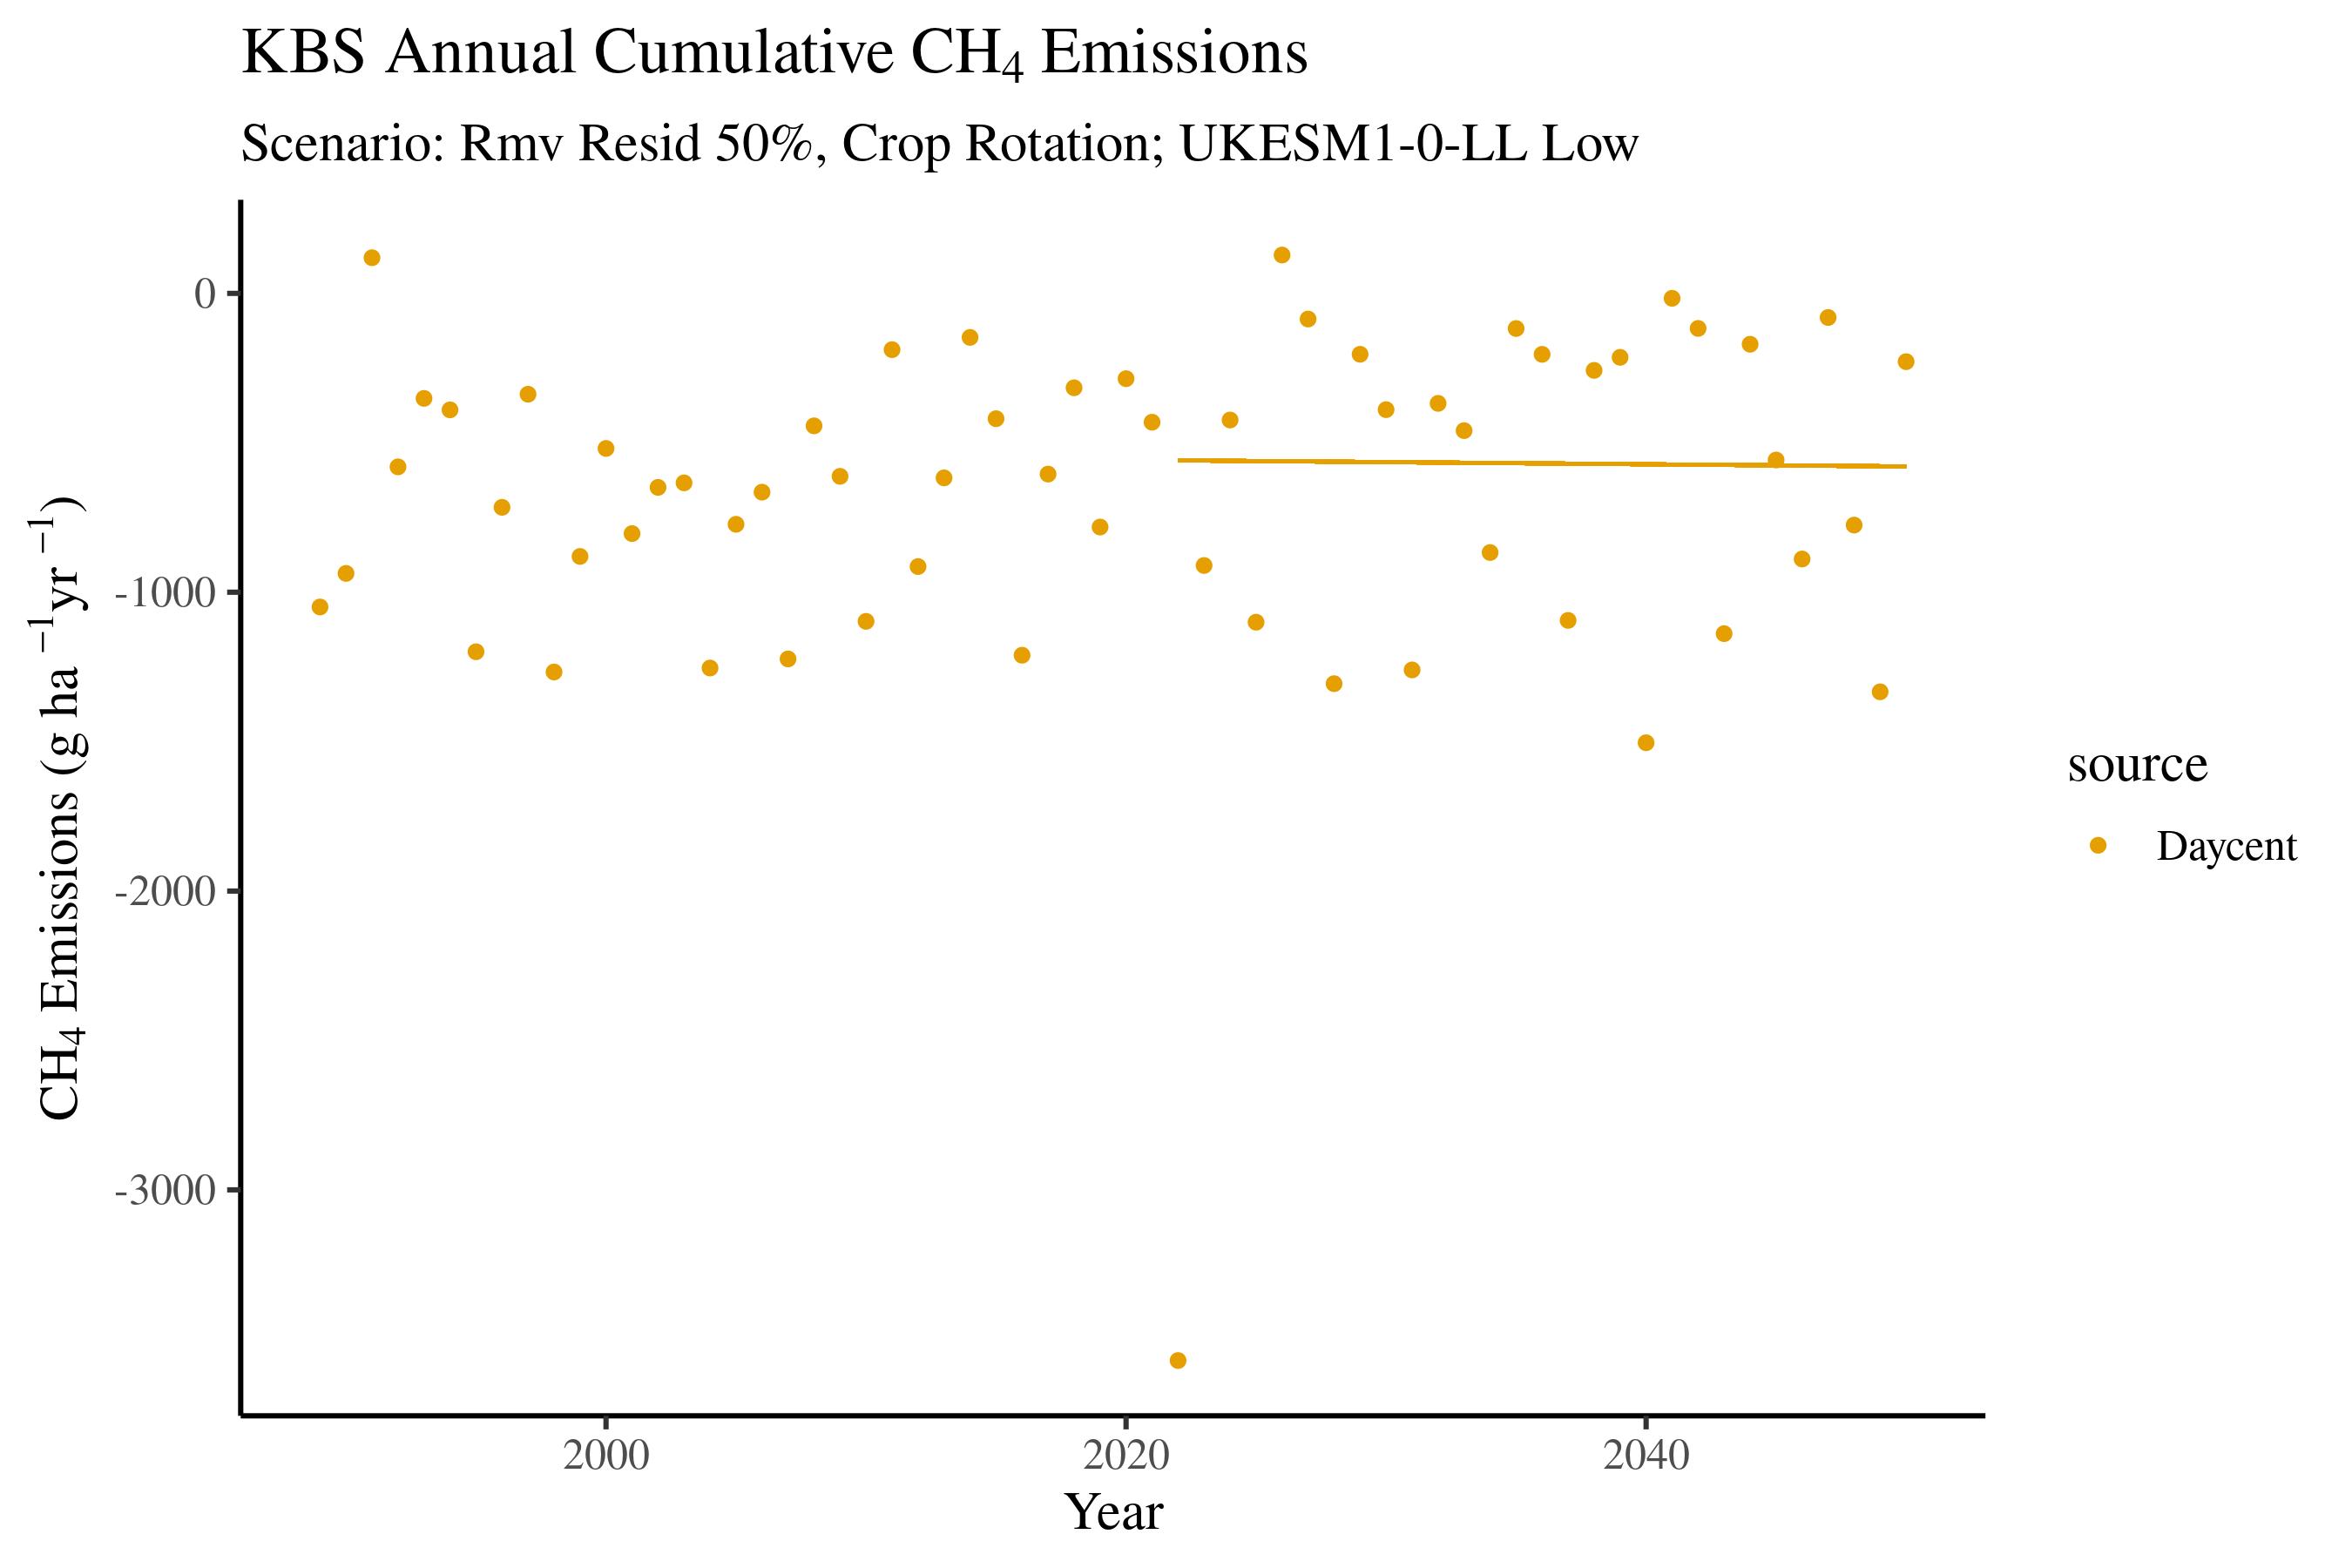 KBS Annual Cumulative CH₄ Emissions
Scenario: Rmv Resid 50%, Crop Rotation; UKESM1-0-LL Low
CH₄ Emissions (g ha⁻¹yr⁻¹)
0
-1000
-2000
-3000
2000
2020
2040
Year
source
Daycent